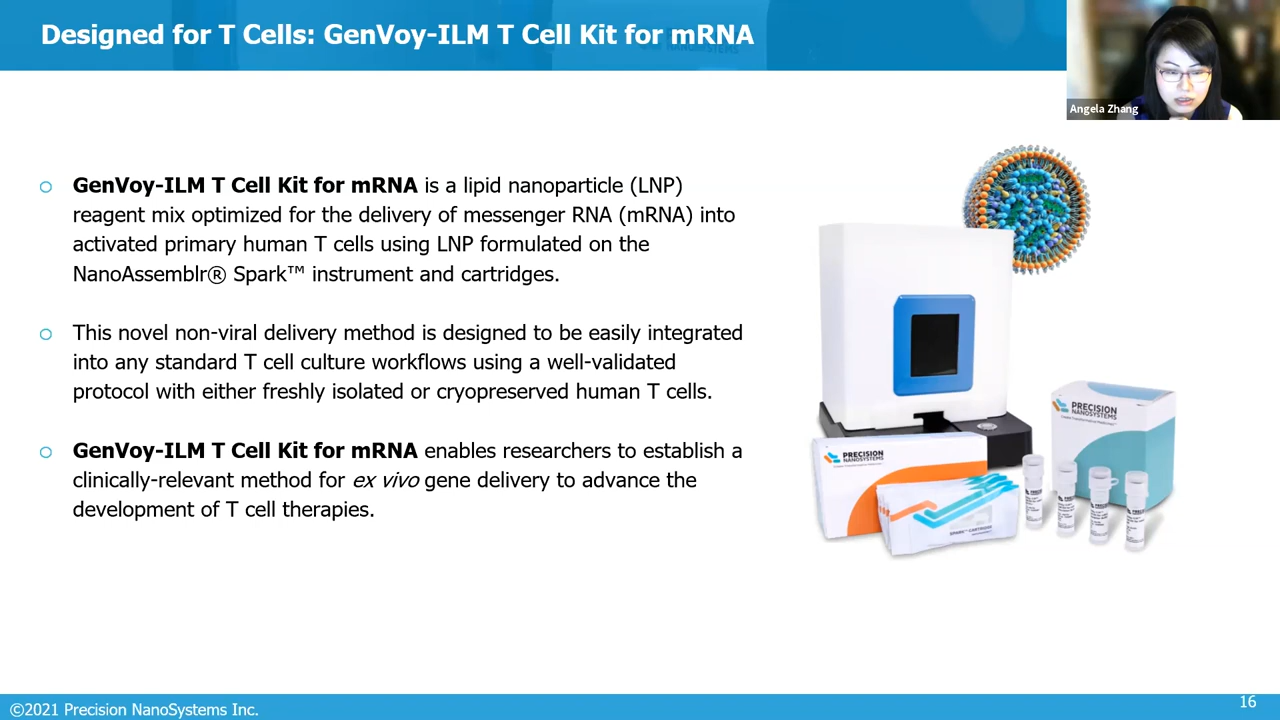 Designed for T Cells: GenVoy-ILM T Cell Kit for mRNA
Angela Zhang
GenVoy-ILM T Cell Kit for mRNA is a lipid nanoparticle (LNP)
reagent mix optimized for the delivery of messenger RNA (mRNA) into
activated primary human T cells using LNP formulated on the
NanoAssemblr® Spark™ instrument and cartridges.
This novel non-viral delivery method is designed to be easily integrated
into any standard T cell culture workflows using a well-validated
protocol with either freshly isolated or cryopreserved human T cells.
GenVoy-ILM T Cell Kit for mRNA enables researchers to establish a
clinically-relevant method for ex vivo gene delivery to advance the
development of T cell therapies.
PRECISION
NANOSYSTEMS
PRECISION
NANOSYSTEMS
SPARK™ CARTRIDGE
©2021 Precision NanoSystems Inc.
16